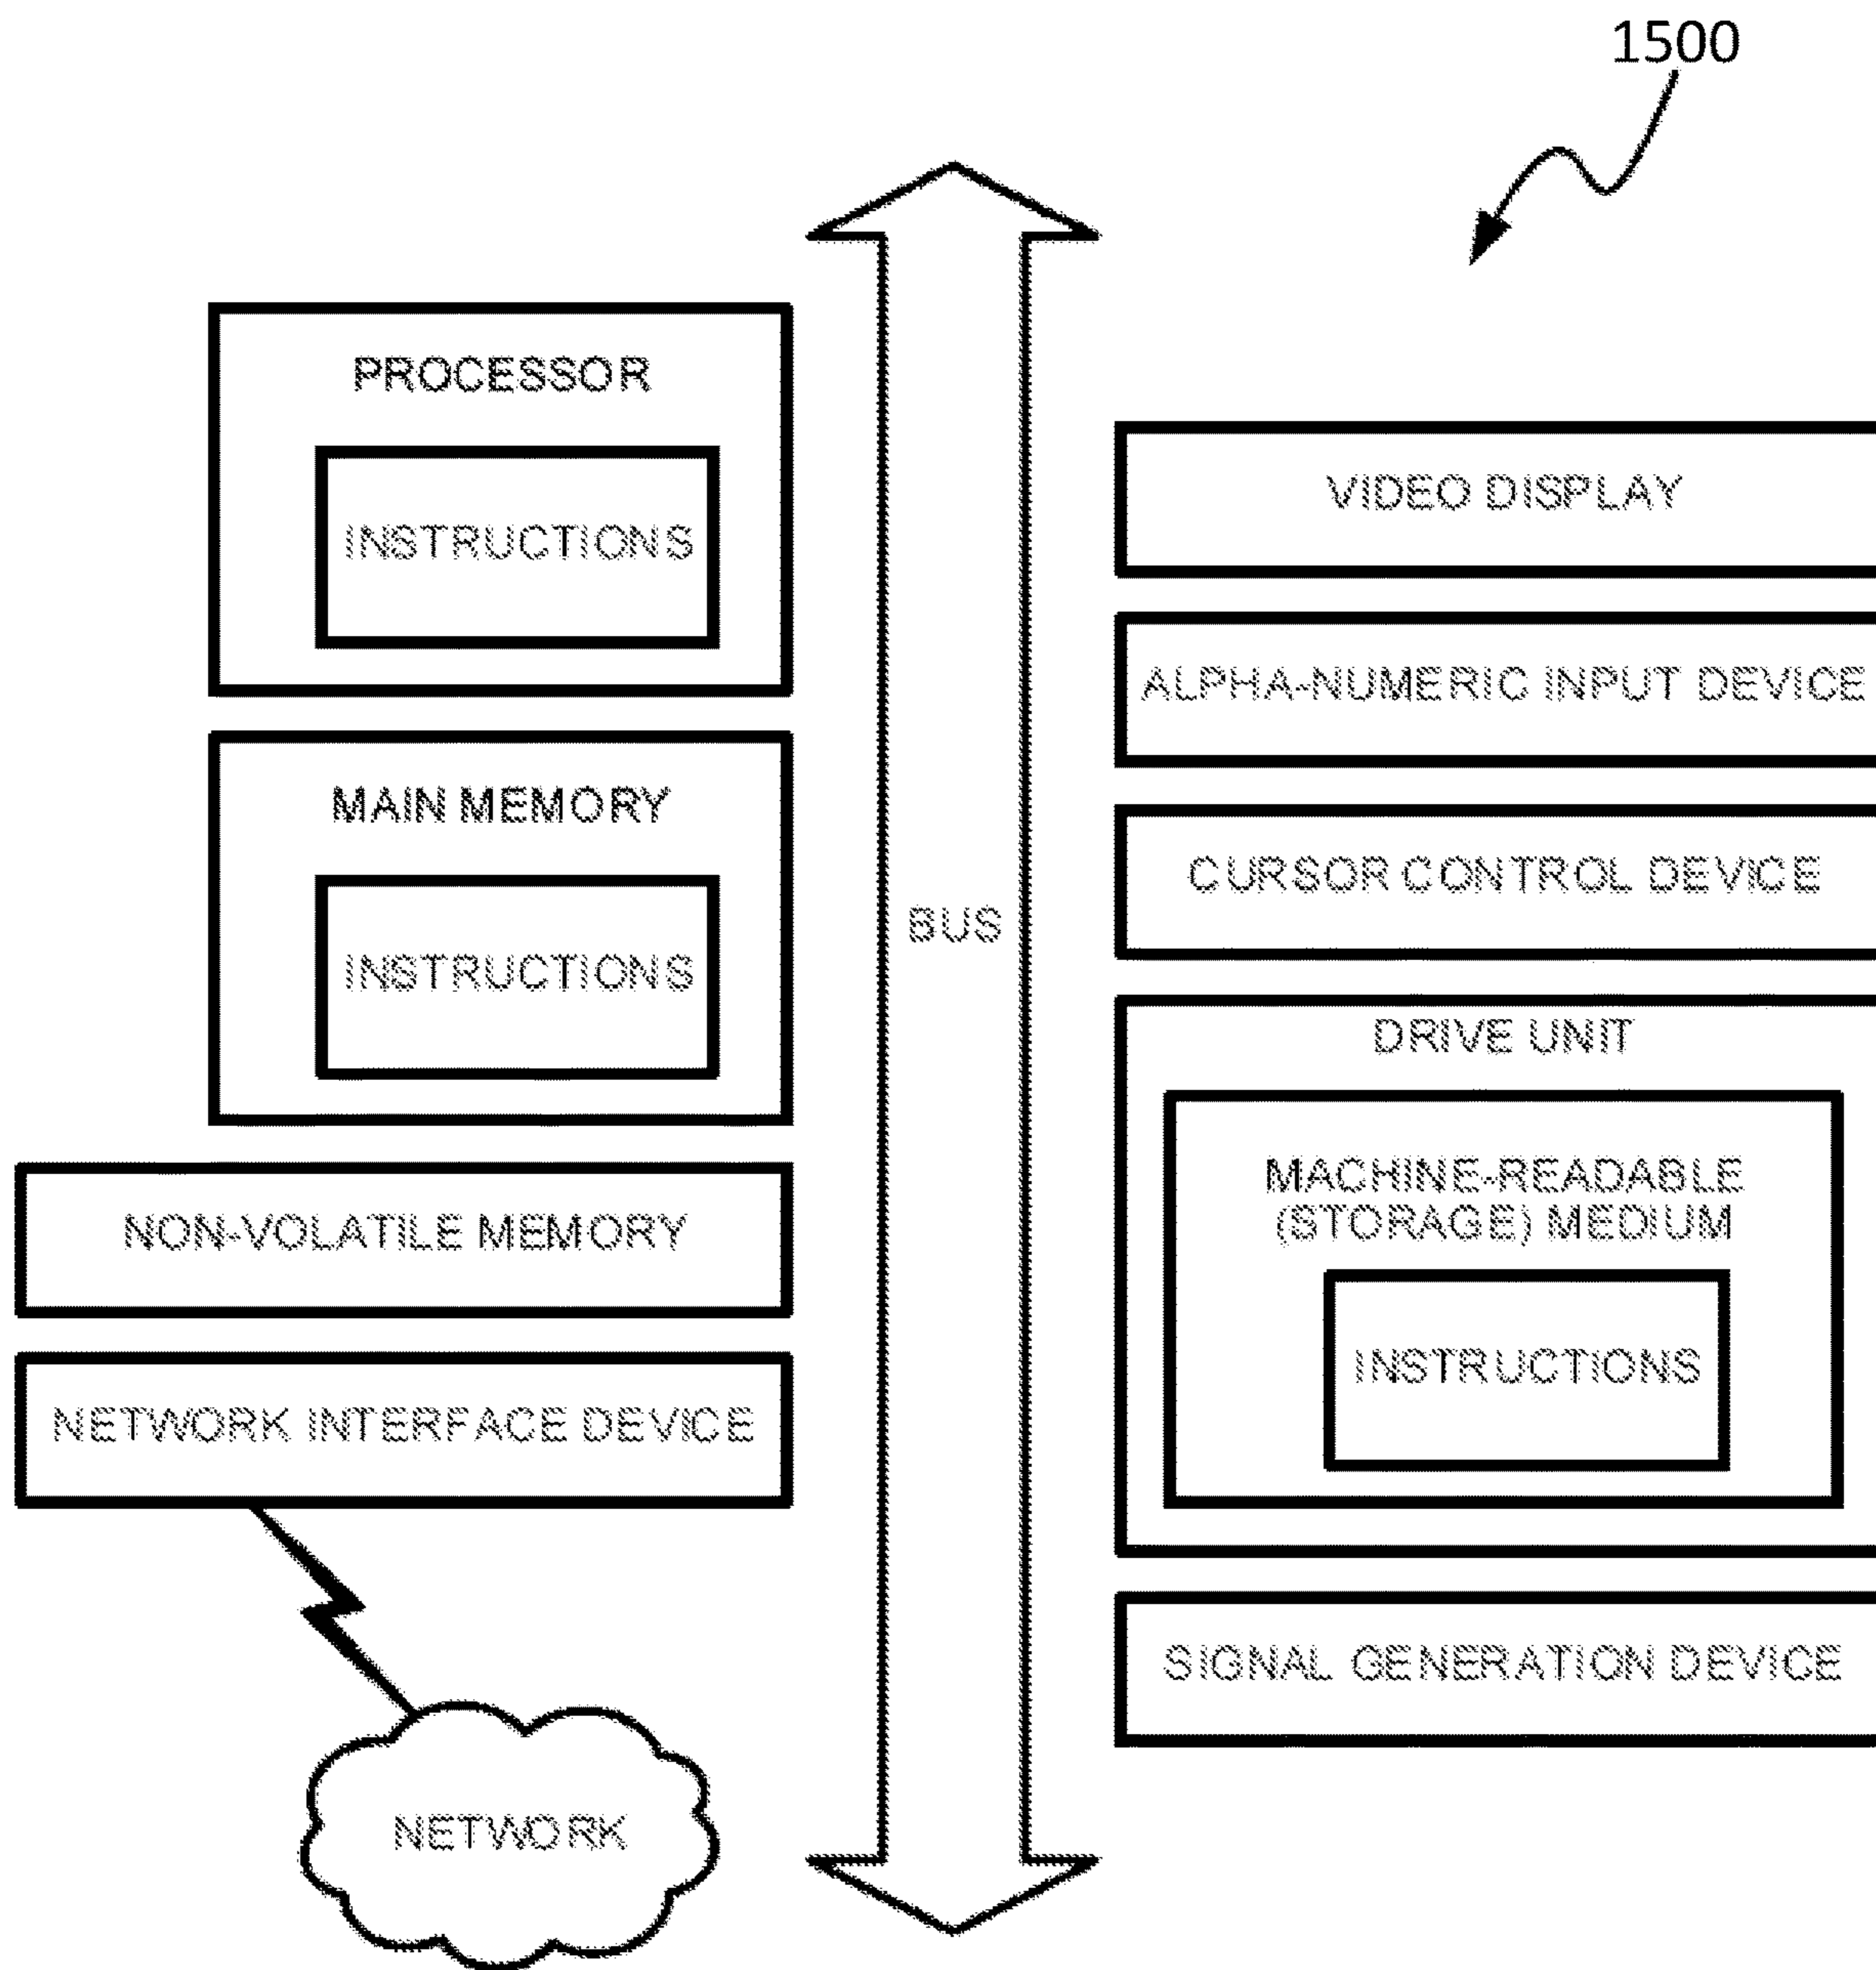 1500
PROCESSOR
INSTRUCTIONS
MAIN MEMORY
INSTRUCTIONS
NON-VOLATILE MEMORY
NETWORK INTERFACE DEVICE
NETWORK
BUS
VIDEO DISPLAY
ALPHA-NUMERIC INPUT DEVICE
CURSOR CONTROL DEVICE
DRIVE UNIT
MACHINE-READABLE
(STORAGE) MEDIUM
INSTRUCTIONS
SIGNAL GENERATION DEVICE